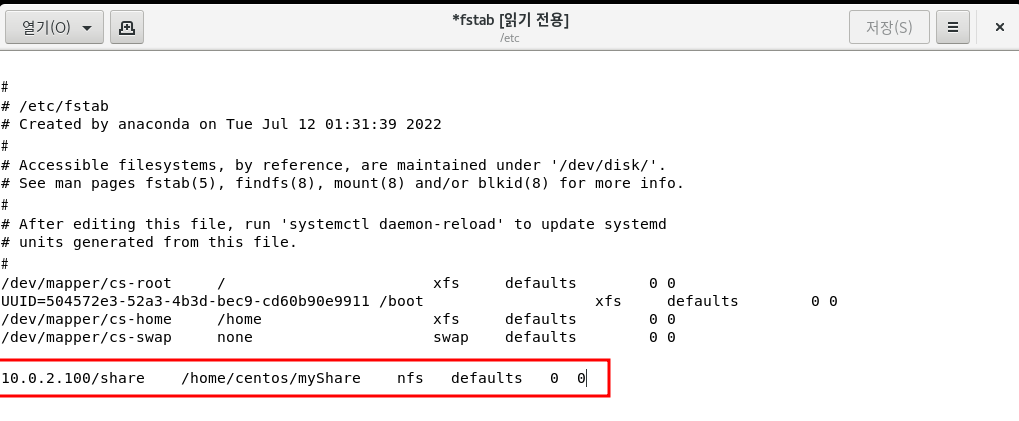 열기(O)
*fstab [읽기 전용]
/etc
저장(S)
#
# /etc/fstab
# Created by anaconda on Tue Jul 12 01:31:39 2022
#
# Accessible filesystems, by reference, are maintained under '/dev/disk/'.
# See man pages fstab(5), findfs(8), mount(8) and/or blkid(8) for more info.
#
# After editing this file, run 'systemctl daemon-reload' to update systemd
# units generated from this file.
#
/dev/mapper/cs-root     /                       xfs     defaults        0 0
UUID=504572e3-52a3-4b3d-bec9-cd60b90e9911 /boot                   xfs     defaults        0 0
/dev/mapper/cs-home     /home                   xfs     defaults        0 0
/dev/mapper/cs-swap     none                    swap    defaults        0 0
10.0.2.100/share    /home/centos/myShare    nfs   defaults   0  0